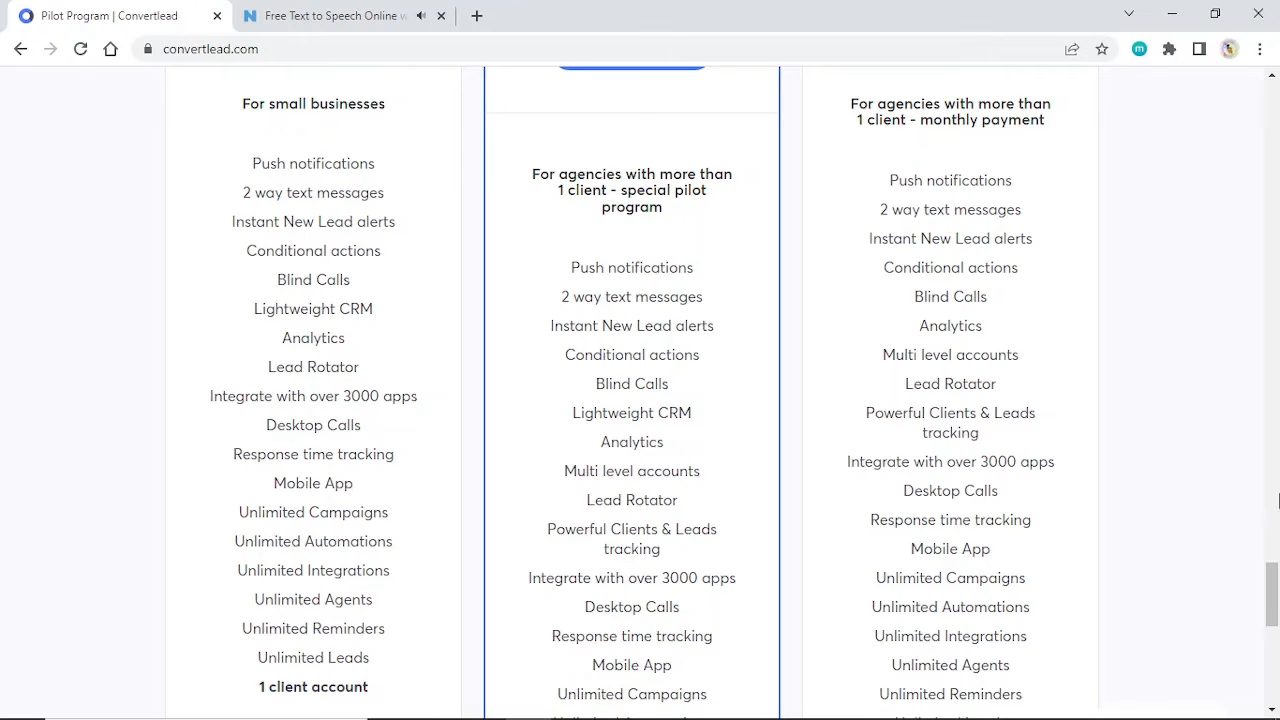 Pilot Program | Convertlead
Free Text to Speech Online
convertlead.com
For small businesses
Push notifications
2 way text messages
Instant New Lead alerts
Conditional actions
Blind Calls
Lightweight CRM
Analytics
Lead Rotator
Integrate with over 3000 apps
Desktop Calls
Response time tracking
Mobile App
Unlimited Campaigns
Unlimited Automations
Unlimited Integrations
Unlimited Agents
Unlimited Reminders
Unlimited Leads
1 client account
For agencies with more than
1 client - special pilot
program
Push notifications
2 way text messages
Instant New Lead alerts
Conditional actions
Blind Calls
Lightweight CRM
Analytics
Multi level accounts
Lead Rotator
Powerful Clients & Leads
tracking
Integrate with over 3000 apps
Desktop Calls
Response time tracking
Mobile App
Unlimited Campaigns
For agencies with more than
1 client - monthly payment
Push notifications
2 way text messages
Instant New Lead alerts
Conditional actions
Blind Calls
Analytics
Multi level accounts
Lead Rotator
Powerful Clients & Leads
tracking
Integrate with over 3000 apps
Desktop Calls
Response time tracking
Mobile App
Unlimited Campaigns
Unlimited Automations
Unlimited Integrations
Unlimited Agents
Unlimited Reminders